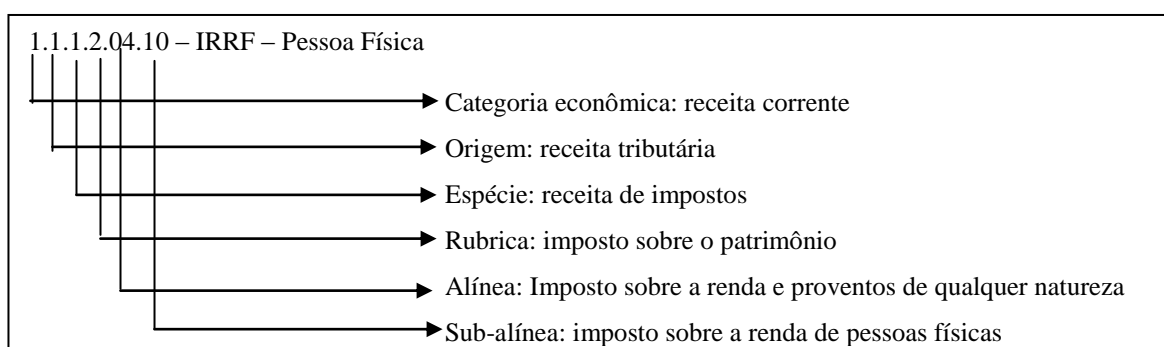 1.1.1.2.04.10 – IRRF – Pessoa Física
Categoria econômica: receita corrente
Origem: receita tributária
Espécie: receita de impostos
Rubrica: imposto sobre o patrimônio
Alínea: Imposto sobre a renda e proventos de qualquer natureza
Sub-alínea: imposto sobre a renda de pessoas físicas